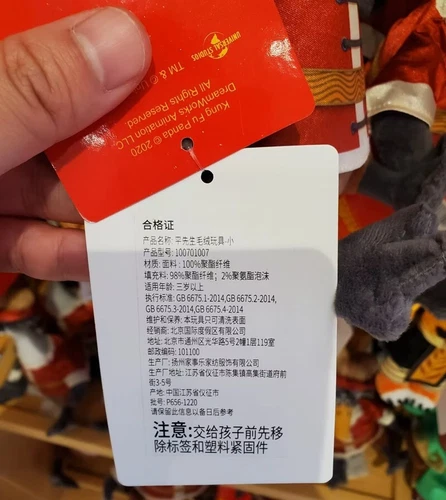 UNIVERSAL STUDIOS
TM & ©
Kung Fu Panda © 2020
DreamWorks Animation LLC.
All Rights Reserved
合格证
产品名称: 平先生毛绒玩具-小
产品型号: 100701007
材质: 面料 : 100%聚酯纤维
填充料: 98%聚酯纤维；2%聚氨酯泡沫
适用年龄: 三岁以上
执行标准: GB 6675.1-2014,GB 6675.2-2014,
GB 6675.3-2014,GB 6675.4-2014
维护和保养: 本玩具只可清洗表面
经销商: 北京国际度假区有限公司
地址: 北京市通州区光华路5号2幢1层119室
邮政编码: 101100
生产厂: 扬州家事乐家纺服饰有限公司
生产厂地址: 江苏省仪征市陈集镇高集街道府前
街3-5号
产地: 中国江苏省仪征市
批号: P656-1220
请保留此信息以备日后参考
注意:交给孩子前先移
除标签和塑料紧固件